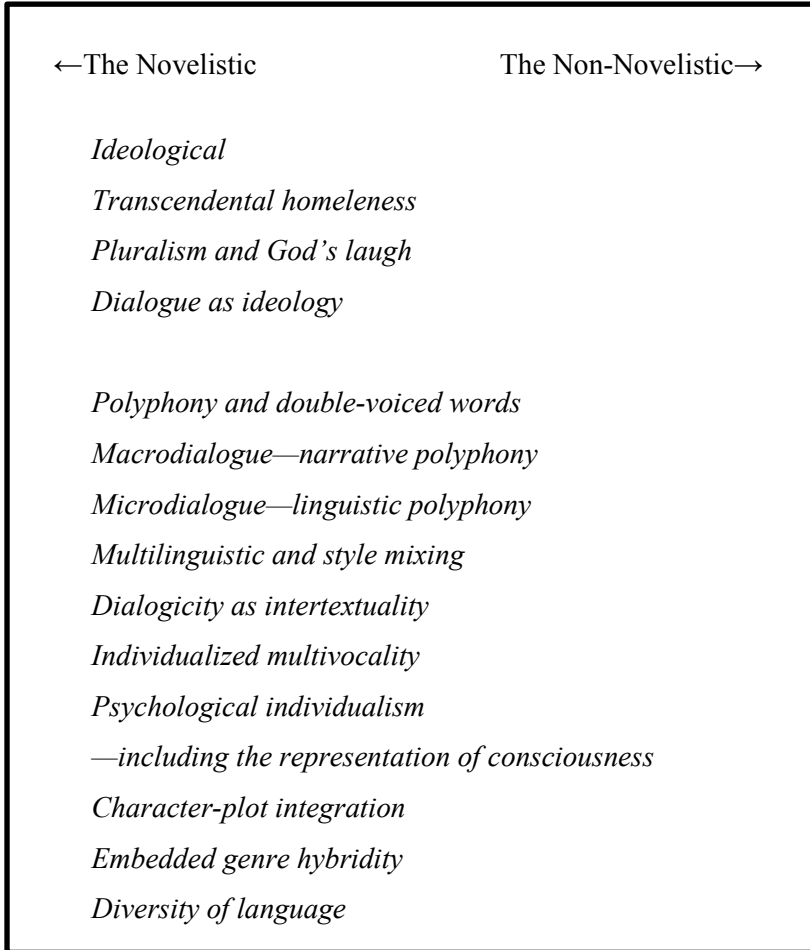 ←The Novelistic The Non-Novelistic→
Ideological
Transcendental homeleness
Pluralism and God’s laugh
Dialogue as ideology
Polyphony and double-voiced words
Macrodialogue—narrative polyphony
Microdialogue—linguistic polyphony
Multilinguistic and style mixing
Dialogicity as intertextuality
Individualized multivocality
Psychological individualism
—including the representation of consciousness
Character-plot integration
Embedded genre hybridity
Diversity of language